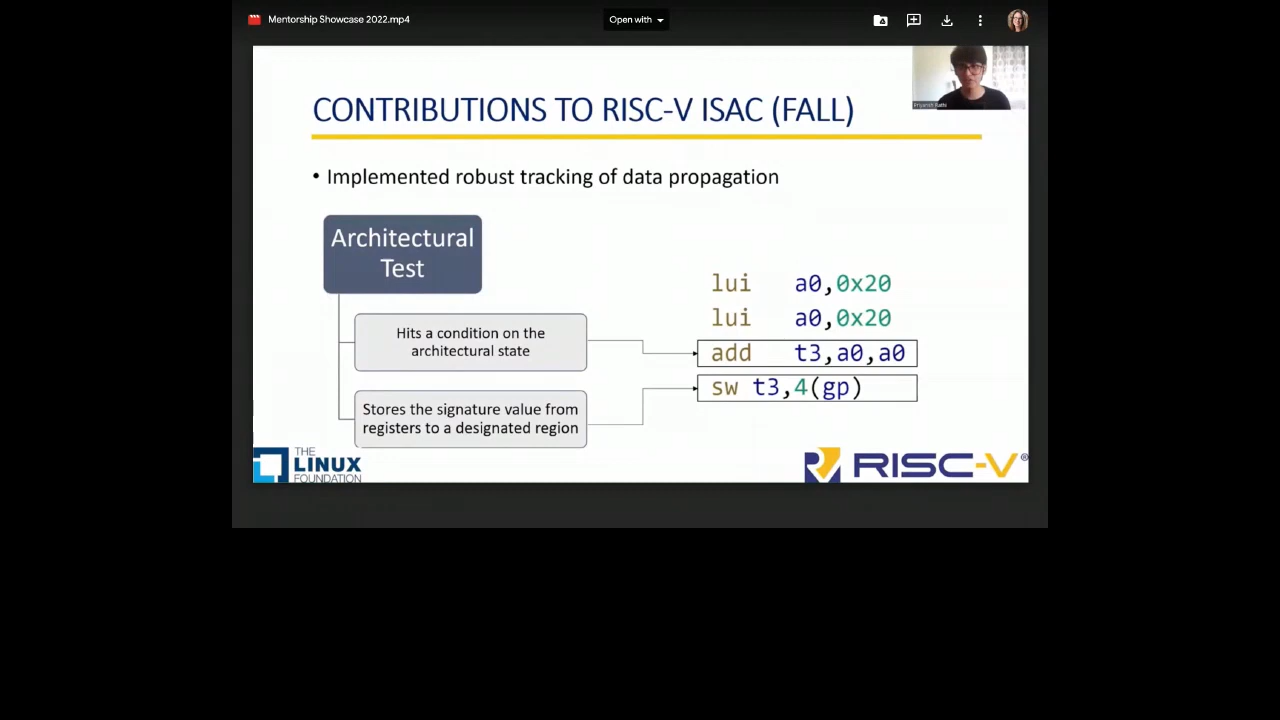 Mentorship Showcase 2022.mp4
Open with
CONTRIBUTIONS TO RISC-V ISAC (FALL)
• Implemented robust tracking of data propagation
Architectural
Test
Hits a condition on the
architectural state
Stores the signature value from
registers to a designated region
lui a0,0x20
lui a0,0x20
add t3,a0,a0
sw t3,4(gp)
THE
LINUX
FOUNDATION
RISC-V®